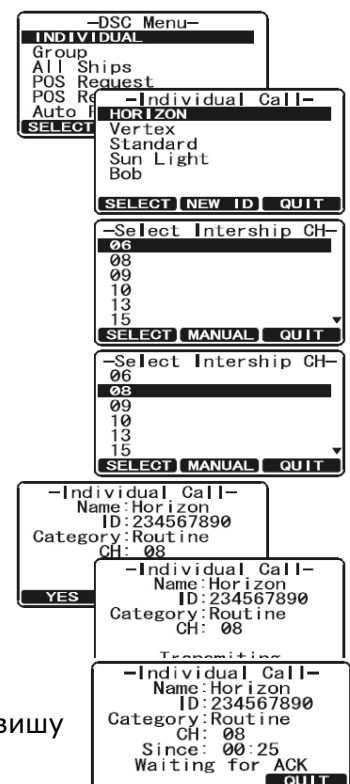 –DSC Menu–
INDIVIDUAL
Group
All Ships
POS Request
POS Re
Auto
SELECT
–Individual Call–
HORIZON
Vertex
Standard
Sun Light
Bob
SELECT NEW ID QUIT
–Select Intership CH–
06
08
09
10
13
15
SELECT MANUAL QUIT
–Select Intership CH–
06
08
09
10
13
15
SELECT MANUAL QUIT
–Individual Call–
Name:Horizon
ID:234567890
Category:Routine
CH: 08
YES
–Individual Call–
Name:Horizon
ID:234567890
Category:Routine
CH: 08
–Individual Call–
Name:Horizon
ID:234567890
Category:Routine
CH: 08
Since: 00:25
Waiting for ACK
QUIT
вишу